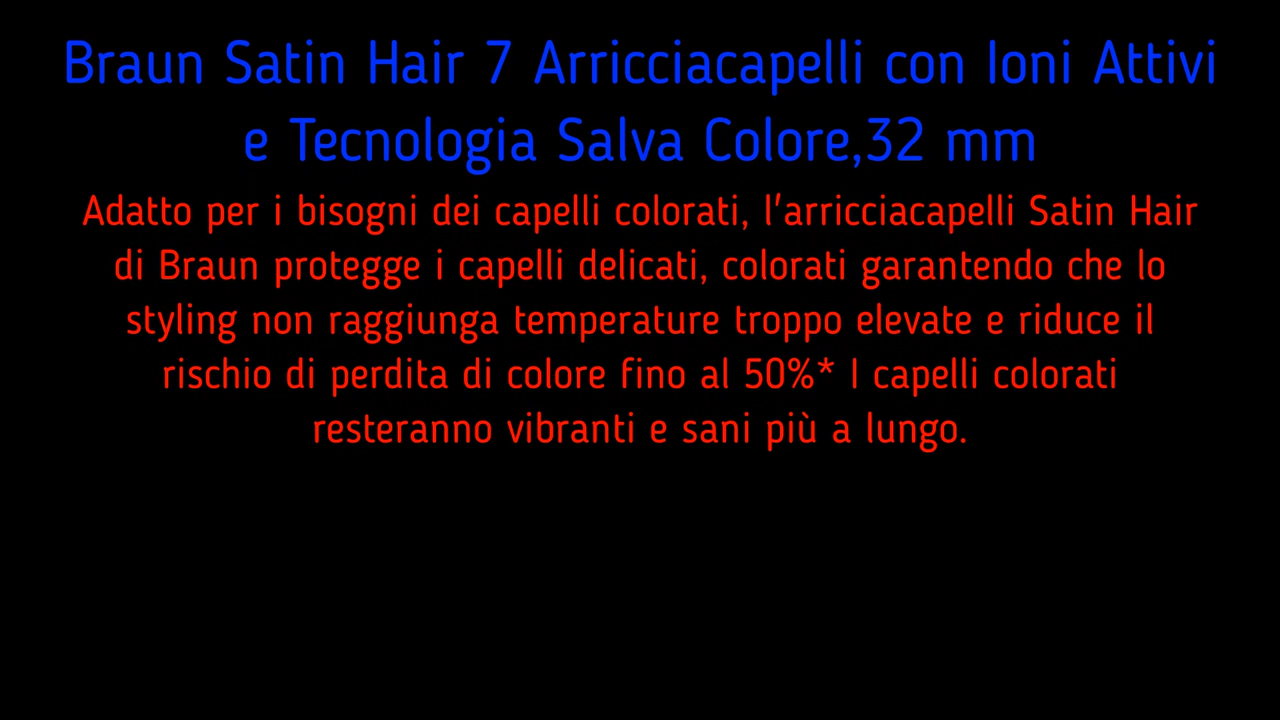 Braun Satin Hair 7 Arricciacapelli con Ioni Attivi
e Tecnologia Salva Colore,32 mm
Adatto per i bisogni dei capelli colorati, l'arricciacapelli Satin Hair
di Braun protegge i capelli delicati, colorati garantendo che lo
styling non raggiunga temperature troppo elevate e riduce il
rischio di perdita di colore fino al 50%* I capelli colorati
resteranno vibranti e sani più a lungo.